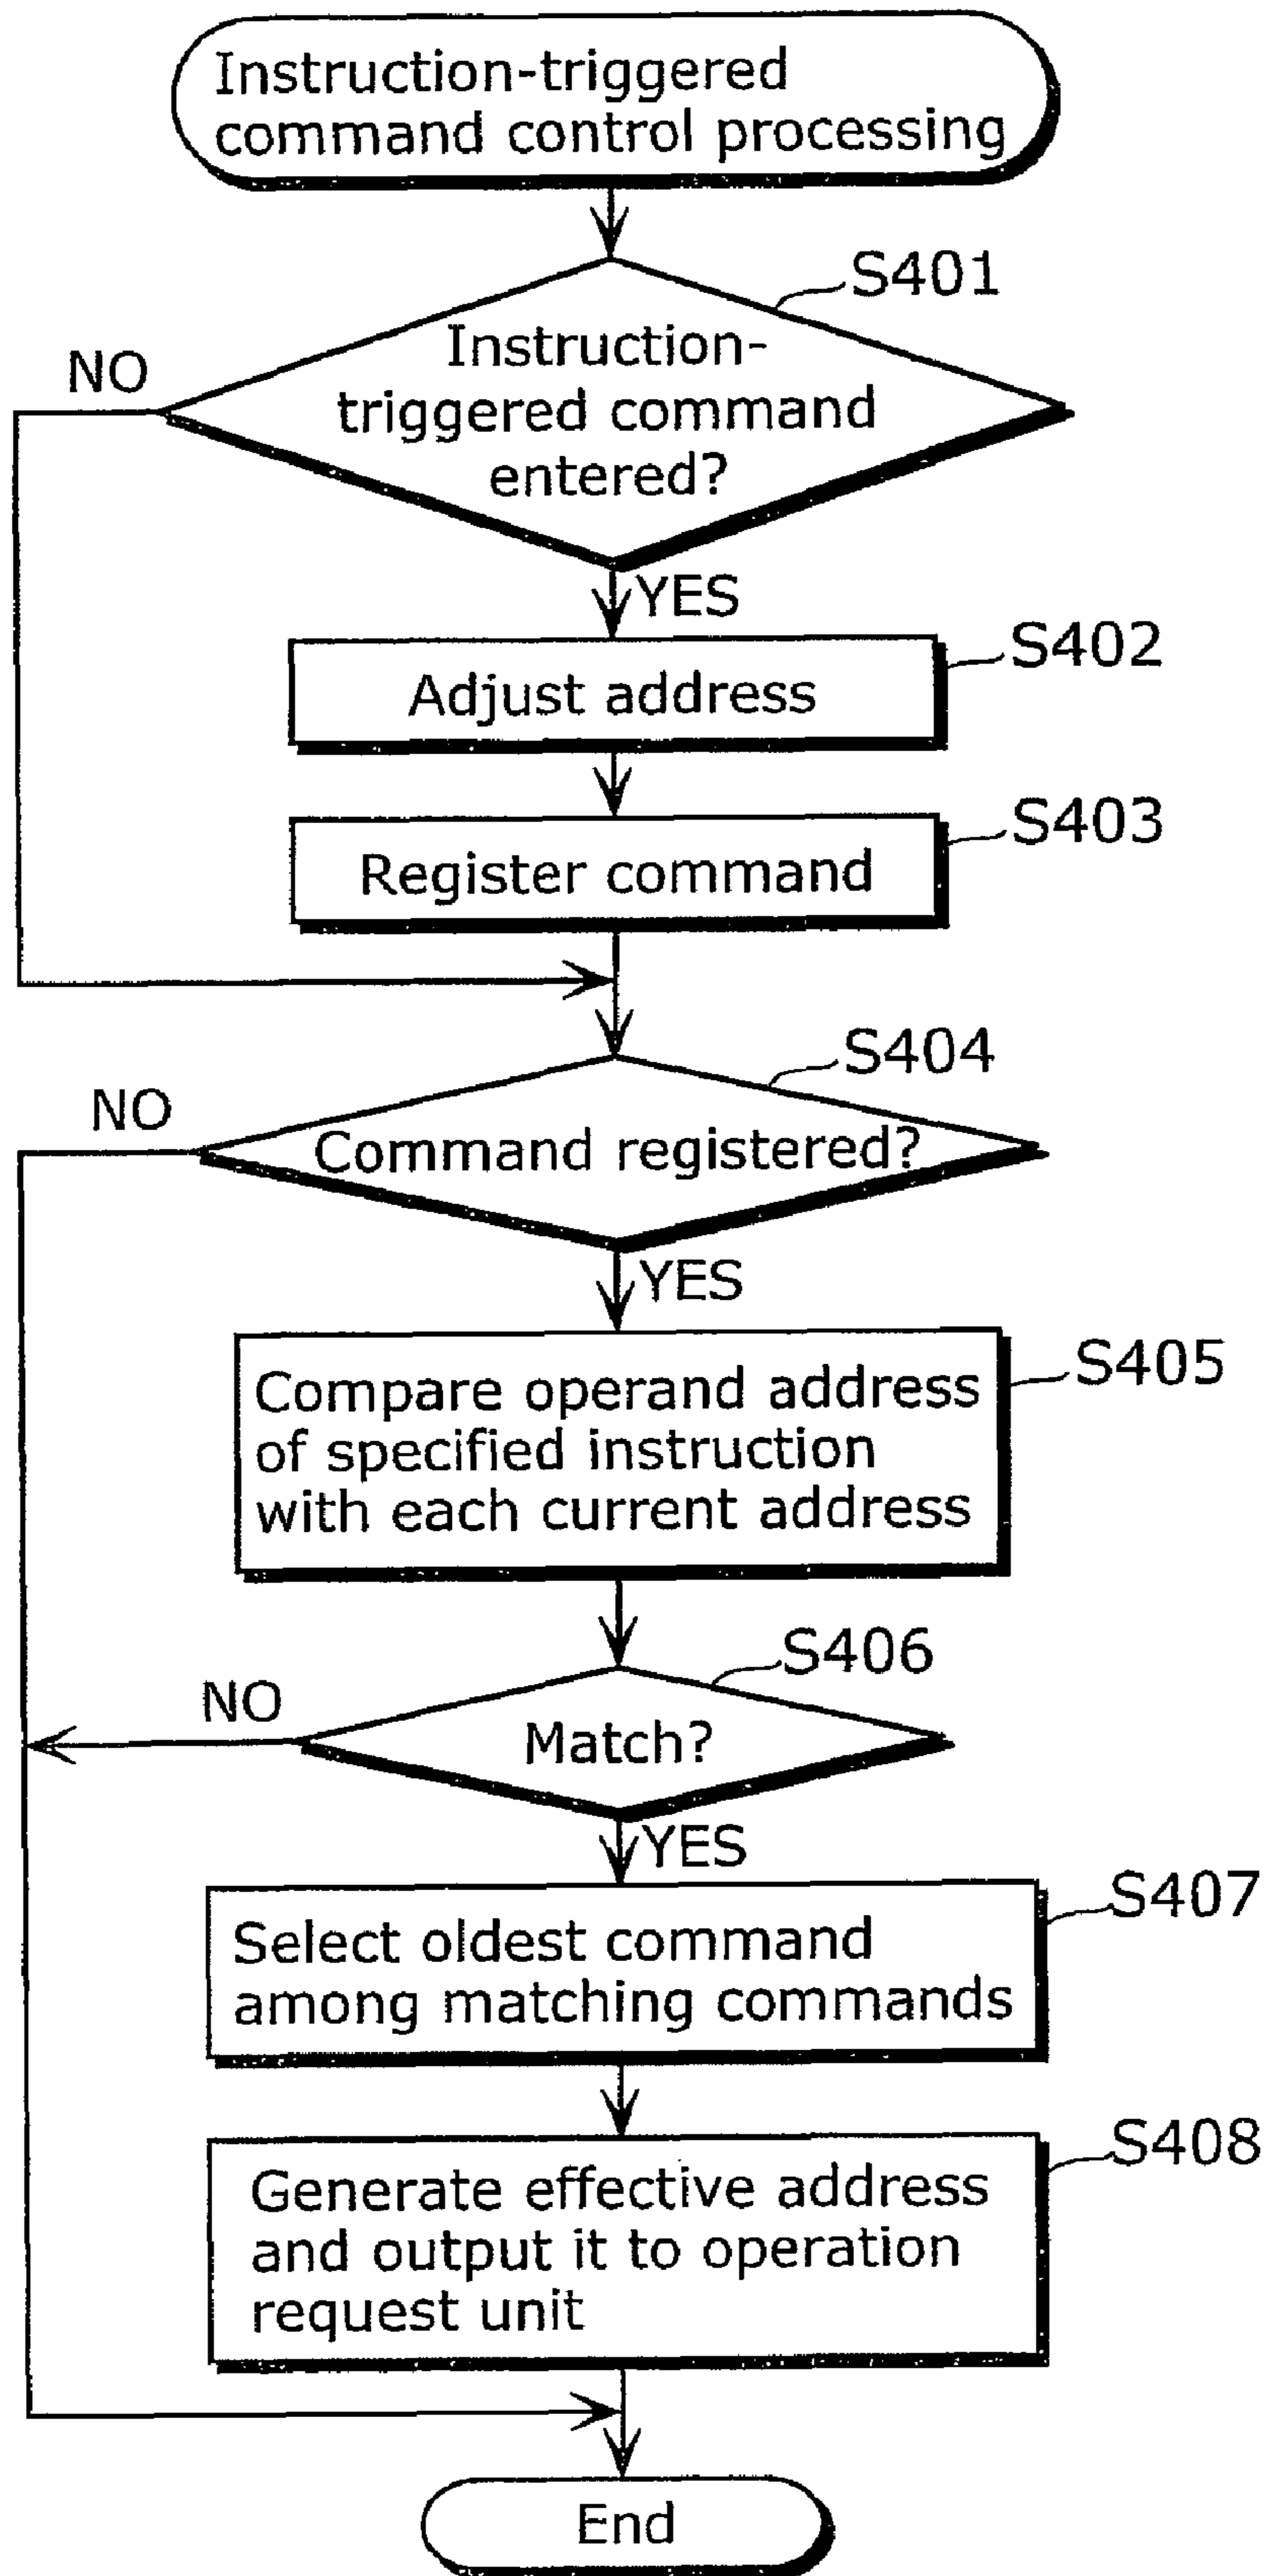 Instruction-triggered
command control processing
S401
NO
Instruction-
triggered command
entered?
YES
S402
Adjust address
S403
Register command
S404
NO
Command registered?
YES
S405
Compare operand address
of specified instruction
with each current address
S406
NO
Match?
YES
S407
Select oldest command
among matching commands
S408
Generate effective address
and output it to operation
request unit
End